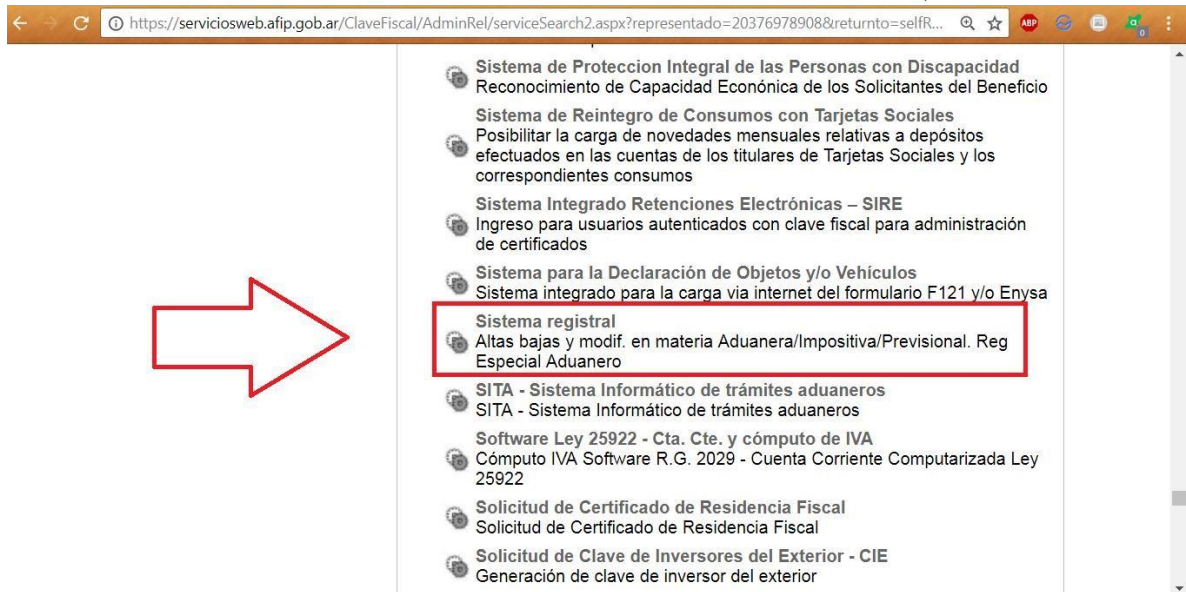 https://serviciosweb.afip.gob.ar/ClaveFiscal/AdminRel/serviceSearch2.aspx?representado=20376978908&returnto=selfR...
ABP
0
Sistema de Proteccion Integral de las Personas con Discapacidad
Reconocimiento de Capacidad Econónica de los Solicitantes del Beneficio
Sistema de Reintegro de Consumos con Tarjetas Sociales
Posibilitar la carga de novedades mensuales relativas a depósitos
efectuados en las cuentas de los titulares de Tarjetas Sociales y los
correspondientes consumos
Sistema Integrado Retenciones Electrónicas – SIRE
Ingreso para usuarios autenticados con clave fiscal para administración
de certificados
Sistema para la Declaración de Objetos y/o Vehículos
Sistema integrado para la carga via internet del formulario F121 y/o Enysa
Sistema registral
Altas bajas y modif. en materia Aduanera/Impositiva/Previsional. Reg
Especial Aduanero
SITA - Sistema Informático de trámites aduaneros
SITA - Sistema Informático de trámites aduaneros
Software Ley 25922 - Cta. Cte. y cómputo de IVA
Cómputo IVA Software R.G. 2029 - Cuenta Corriente Computarizada Ley
25922
Solicitud de Certificado de Residencia Fiscal
Solicitud de Certificado de Residencia Fiscal
Solicitud de Clave de Inversores del Exterior - CIE
Generación de clave de inversor del exterior